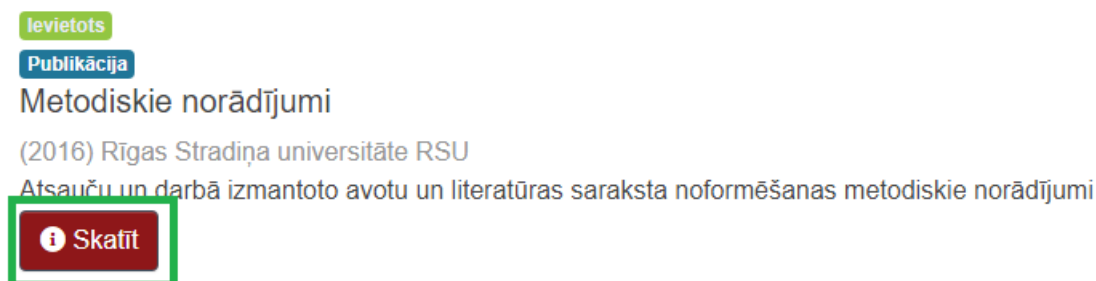 Ievietots
Publikācija
Metodiskie norādījumi
(2016) Rīgas Stradiņa universitāte RSU
Atsauču un darbā izmantoto avotu un literatūras saraksta noformēšanas metodiskie norādījumi
Skatīt